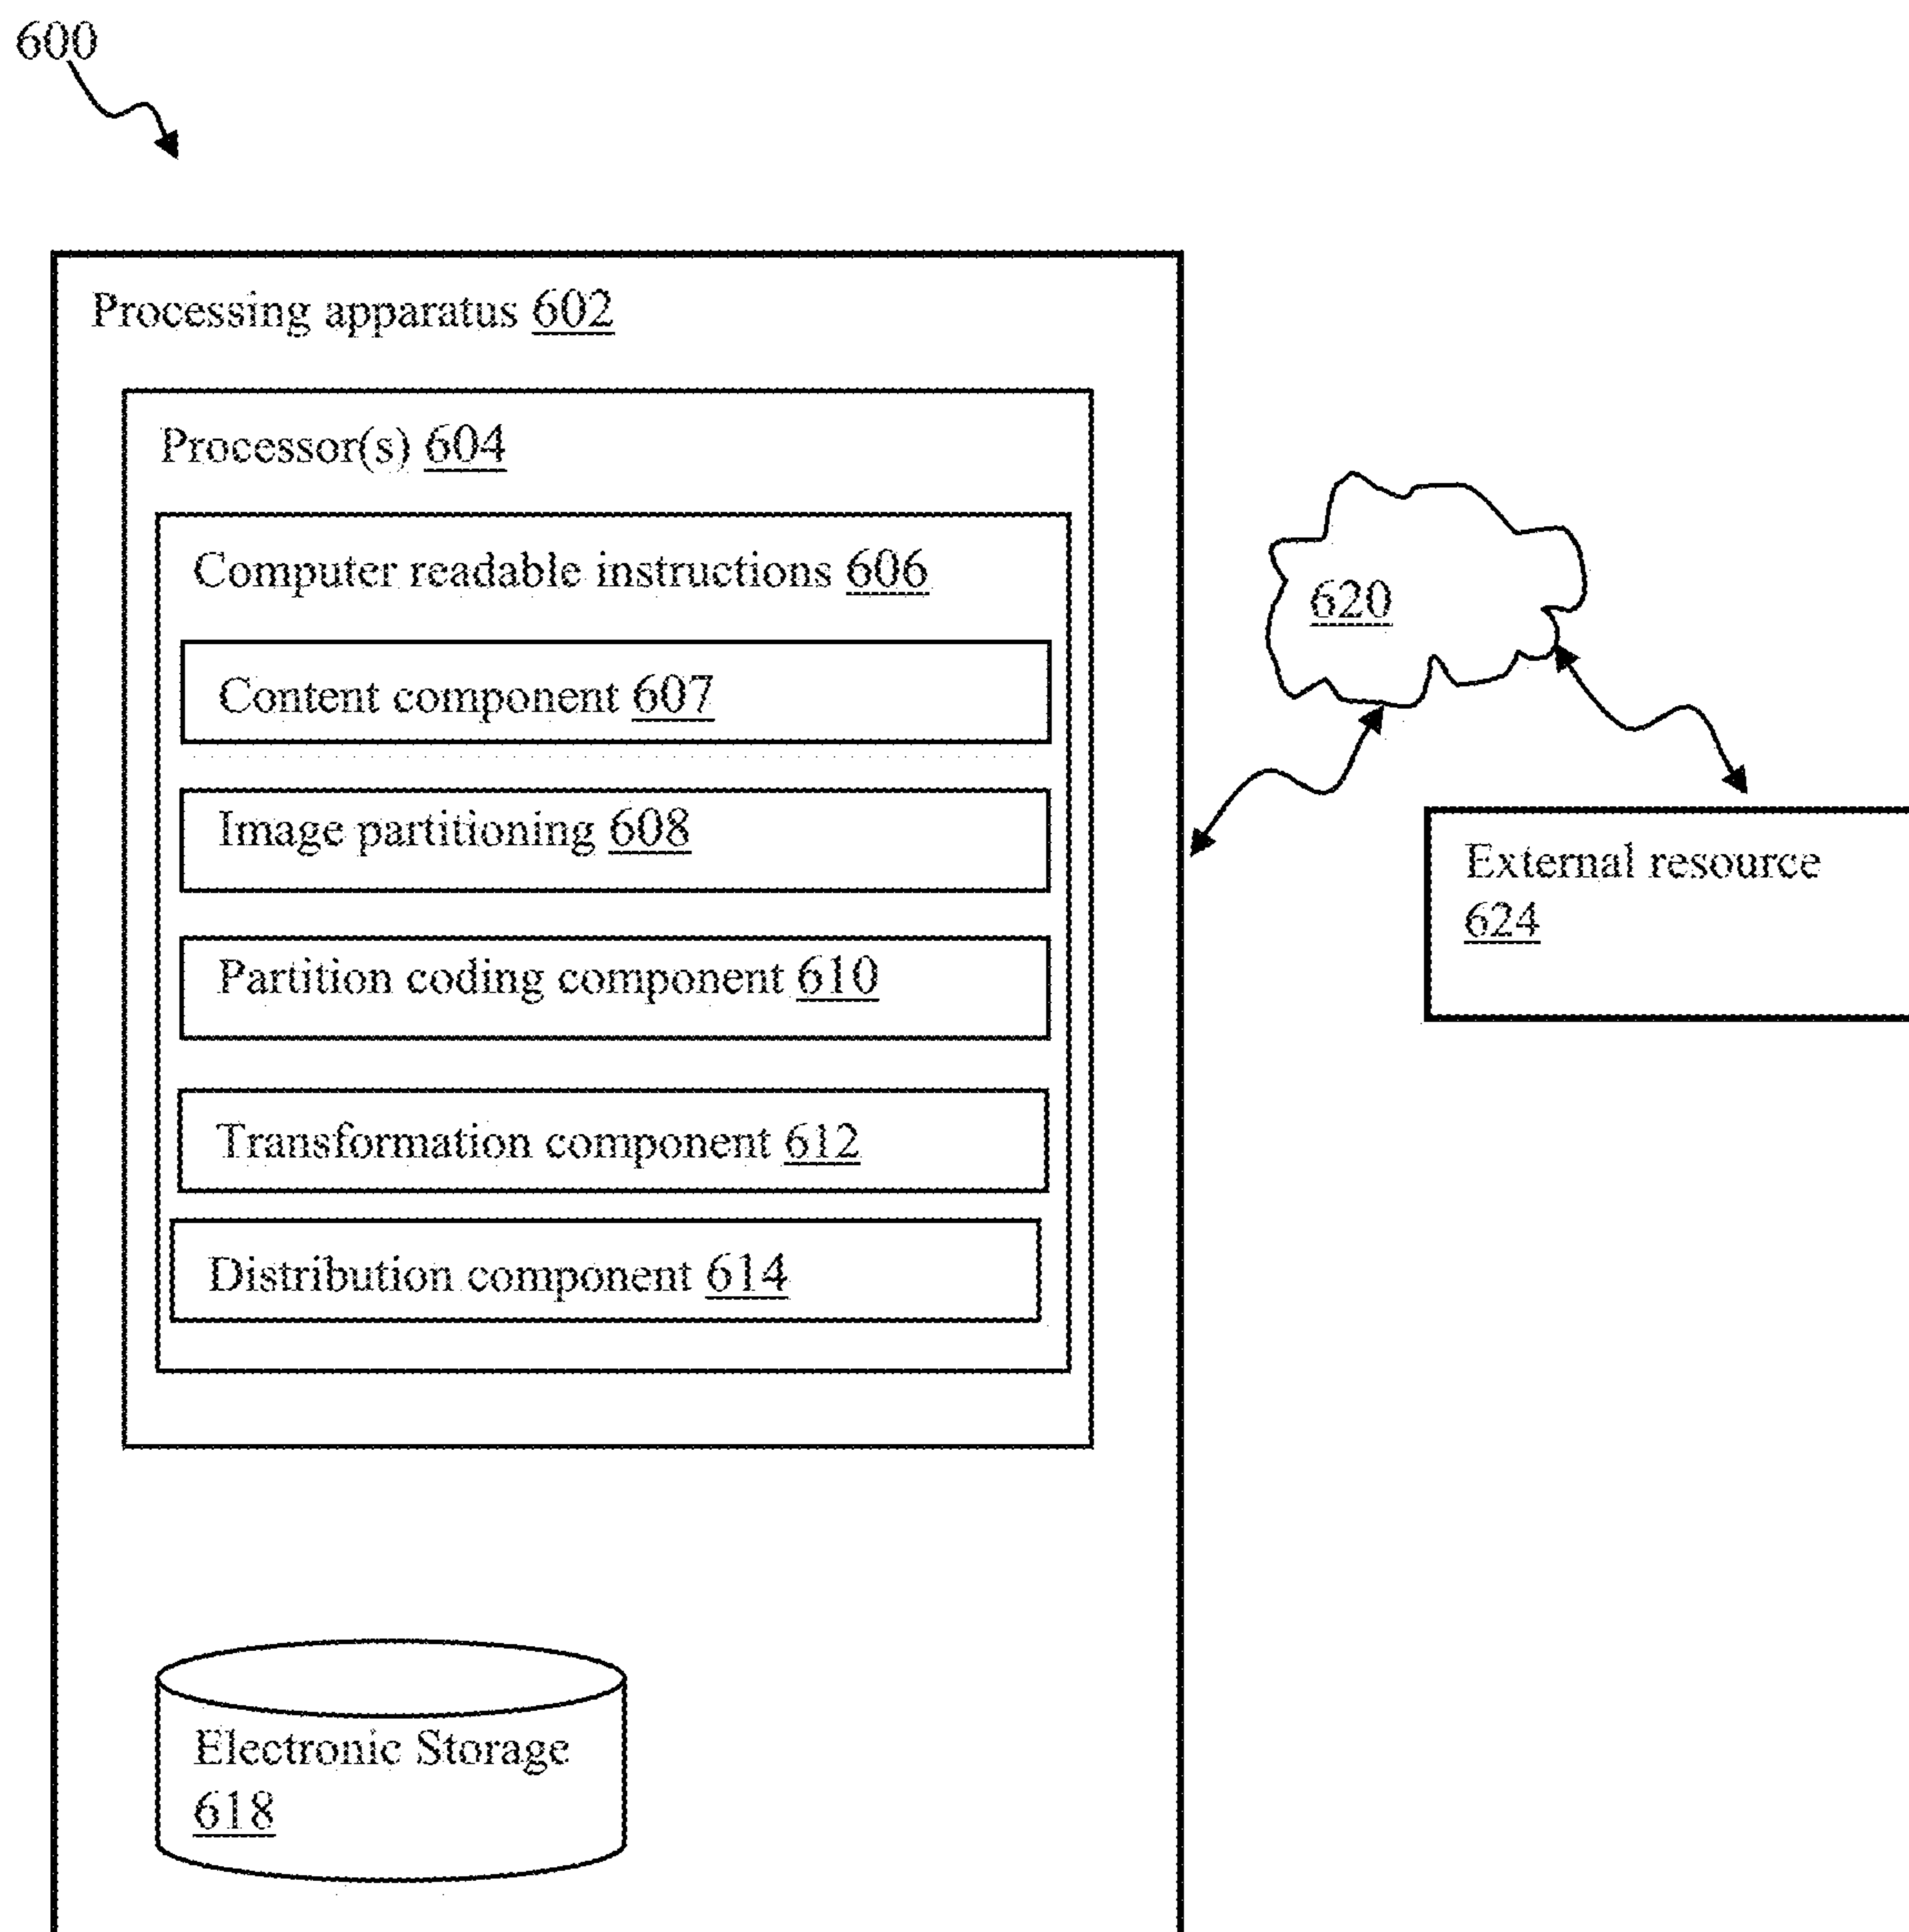 600
Processing apparatus 602
Processor(s) 604
Computer readable instructions 606
Content component 607
Image partitioning 608
Partition coding component 610
Transformation component 612
Distribution component 614
620
External resource
624
Electronic Storage
618